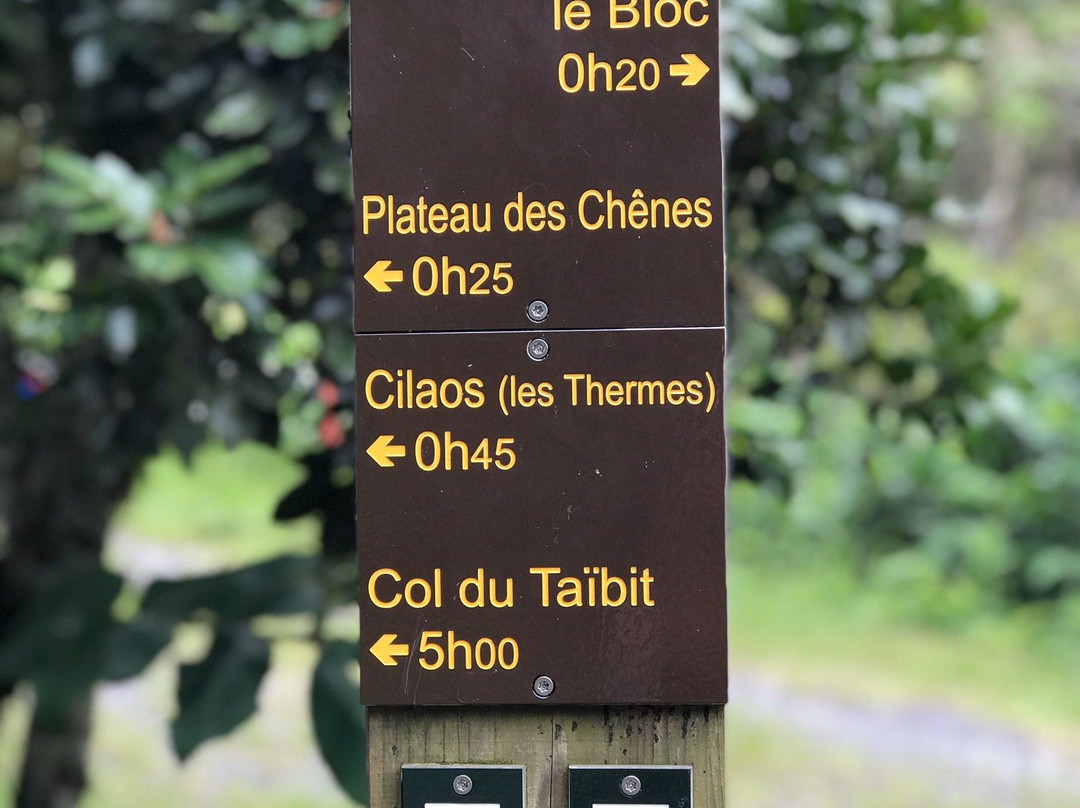 le Bloc
0h20 →
Plateau des Chênes
← 0h25
Cilaos (les Thermes)
← 0h45
Col du Taïbit
← 5h00